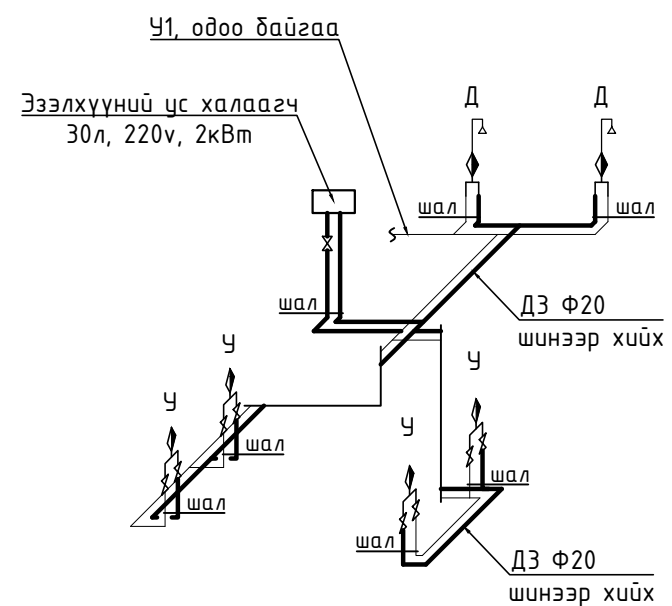 У1, одоо байгаа
Эзэлхүүний ус халаагч
30л, 220v, 2кВт
Д
Д
шал
шал
шал
ДЗ Ф20
шинээр хийх
У
У
У
У
шал
шал
шал
шал
ДЗ Ф20
шинээр хийх